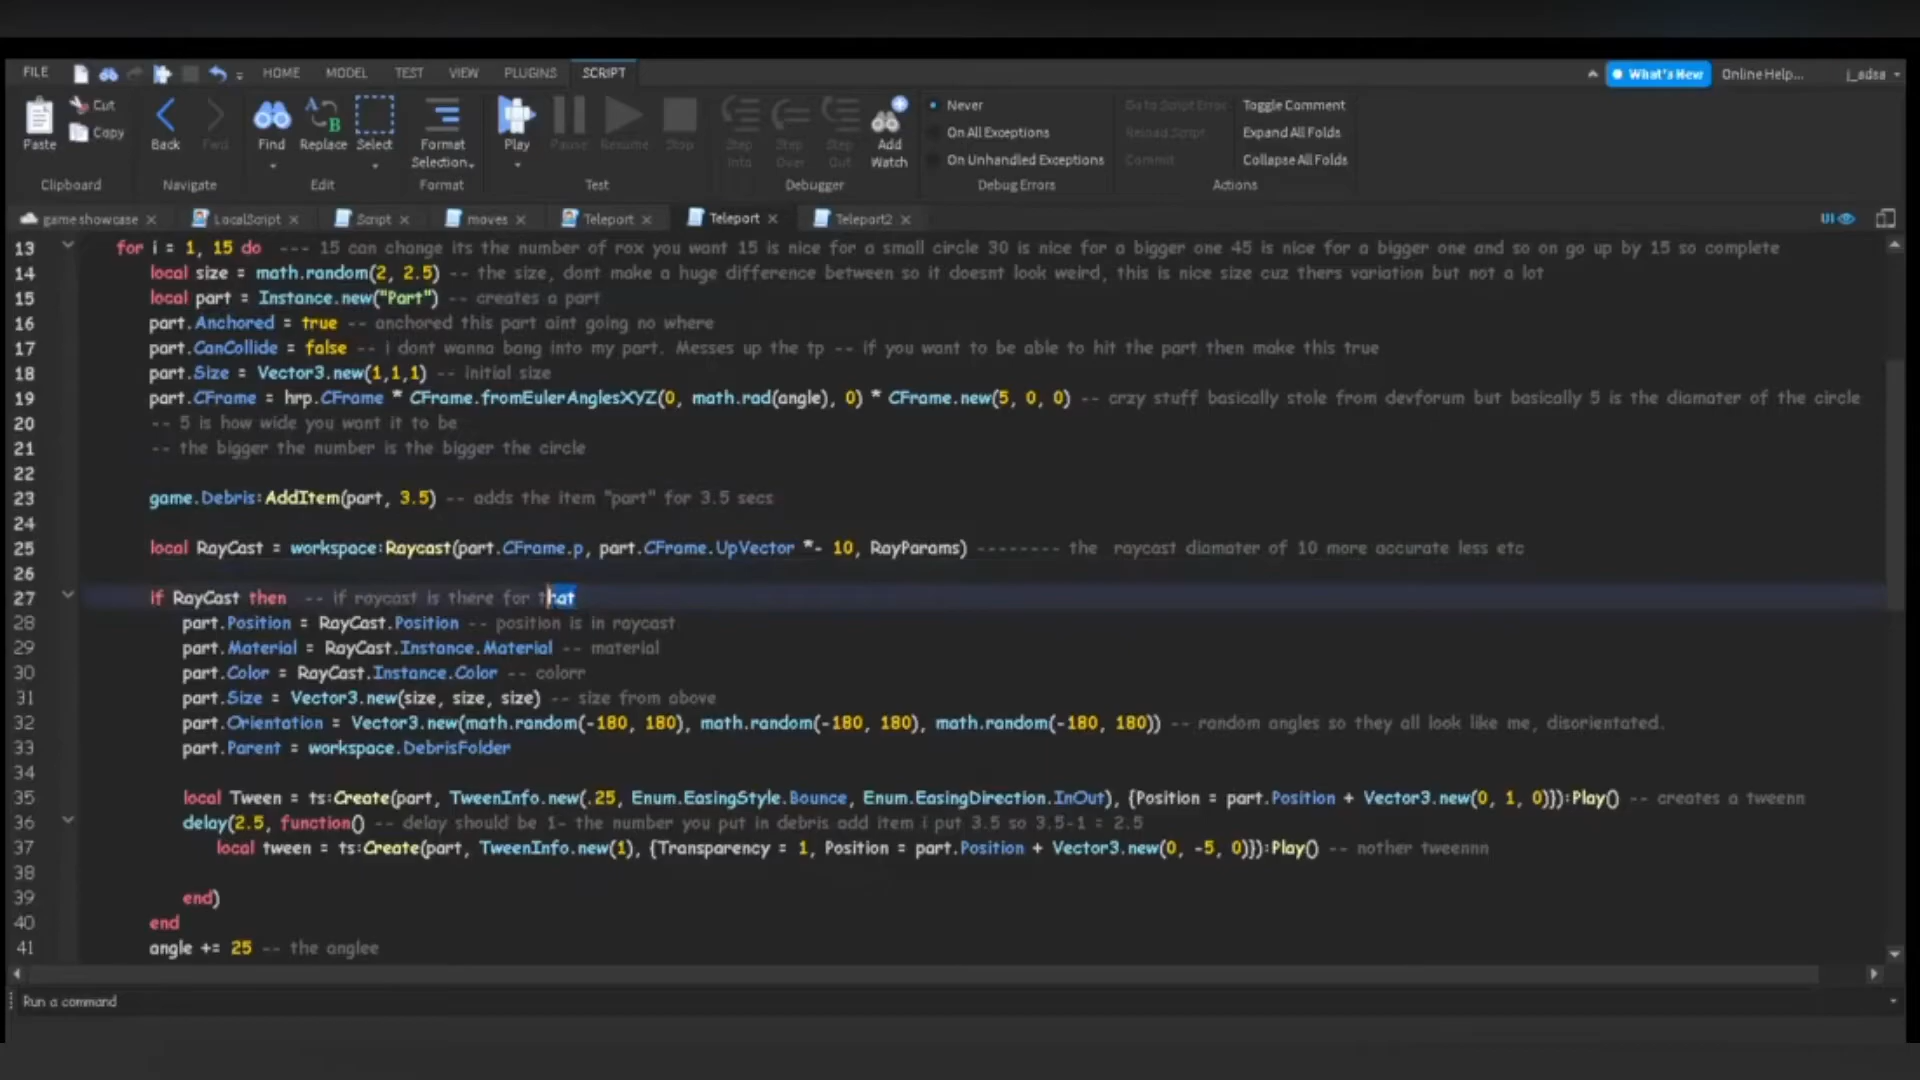 FILE HOME MODEL TEST VIEW PLUGINS SCRIPT What's New Online Help... j_adsa
Paste Cut Copy Back Fwd Find Replace Select Format Selection Play Pause Resume Stop Step Into Step Over Step Out Add Watch
Never
On All Exceptions
On Unhandled Exceptions
Go to Script Error
Reload Script
Commit
Toggle Comment
Expand All Folds
Collapse All Folds
Clipboard Navigate Edit Format Test Debugger Debug Errors Actions
game showcase LocalScript Script moves Teleport Teleport Teleport2 UI
13 for i = 1, 15 do --- 15 can change its the number of rox you want 15 is nice for a small circle 30 is nice for a bigger one 45 is nice for a bigger one and so on go up by 15 so complete
14 local size = math.random(2, 2.5) -- the size, dont make a huge difference between so it doesnt look weird, this is nice size cuz thers variation but not a lot
15 local part = Instance.new("Part") -- creates a part
16 part.Anchored = true -- anchored this part aint going no where
17 part.CanCollide = false -- i dont wanna bang into my part. Messes up the tp -- if you want to be able to hit the part then make this true
18 part.Size = Vector3.new(1,1,1) -- initial size
19 part.CFrame = hrp.CFrame * CFrame.fromEulerAnglesXYZ(0, math.rad(angle), 0) * CFrame.new(5, 0, 0) -- crzy stuff basically stole from devforum but basically 5 is the diamater of the circle
20 -- 5 is how wide you want it to be
21 -- the bigger the number is the bigger the circle
22
23 game.Debris:AddItem(part, 3.5) -- adds the item "part" for 3.5 secs
24
25 local RayCast = workspace:Raycast(part.CFrame.p, part.CFrame.UpVector *- 10, RayParams) -------- the raycast diamater of 10 more accurate less etc
26
27 if RayCast then -- if raycast is there for that
28 part.Position = RayCast.Position -- position is in raycast
29 part.Material = RayCast.Instance.Material -- material
30 part.Color = RayCast.Instance.Color -- colorr
31 part.Size = Vector3.new(size, size, size) -- size from above
32 part.Orientation = Vector3.new(math.random(-180, 180), math.random(-180, 180), math.random(-180, 180)) -- random angles so they all look like me, disorientated.
33 part.Parent = workspace.DebrisFolder
34
35 local Tween = ts:Create(part, TweenInfo.new(.25, Enum.EasingStyle.Bounce, Enum.EasingDirection.InOut), {Position = part.Position + Vector3.new(0, 1, 0)}):Play() -- creates a tweenn
36 delay(2.5, function() -- delay should be 1- the number you put in debris add item i put 3.5 so 3.5-1 = 2.5
37 local tween = ts:Create(part, TweenInfo.new(1), {Transparency = 1, Position = part.Position + Vector3.new(0, -5, 0)}):Play() -- nother tweennn
38
39 end)
40 end
41 angle += 25 -- the anglee
Run a command